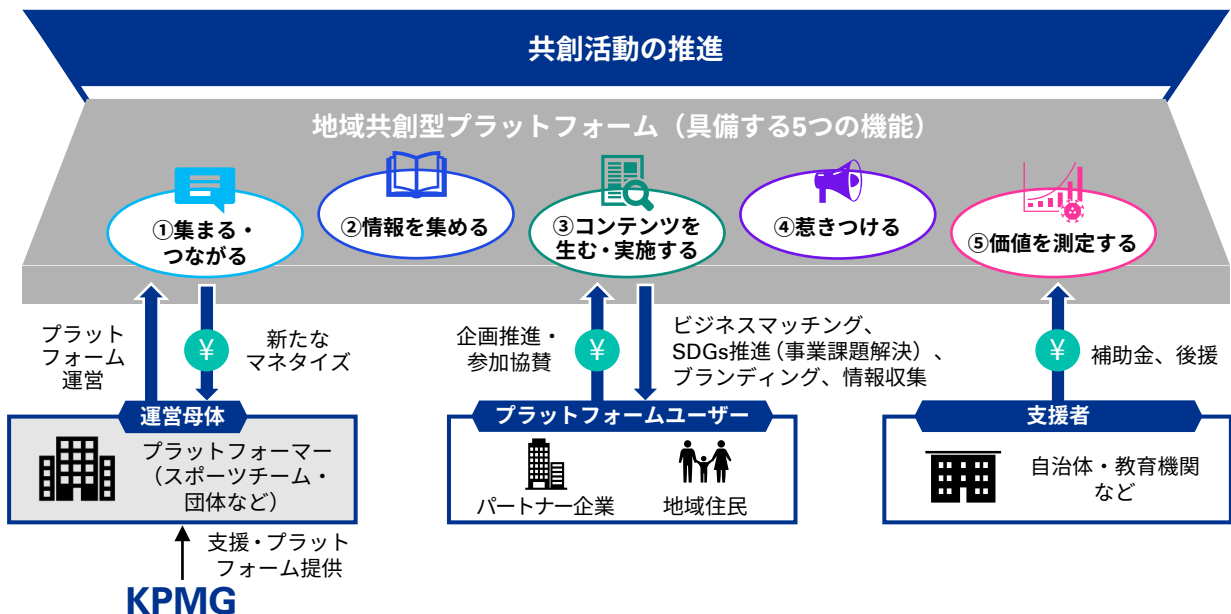 共創活動の推進
地域共創型プラットフォーム（具備する5つの機能）
①集まる・
つながる
②情報を集める
③コンテンツを
生む・実施する
④惹きつける
⑤価値を測定する
プラット
フォーム
運営
¥
新たな
マネタイズ
企画推進・
参加協賛
¥
ビジネスマッチング、
SDGs推進（事業課題解決）、
ブランディング、情報収集
¥
補助金、後援
運営母体
プラットフォーマー
（スポーツチーム・
団体など）
プラットフォームユーザー
パートナー企業
地域住民
支援者
自治体・教育機関
など
支援・プラット
フォーム提供
KPMG